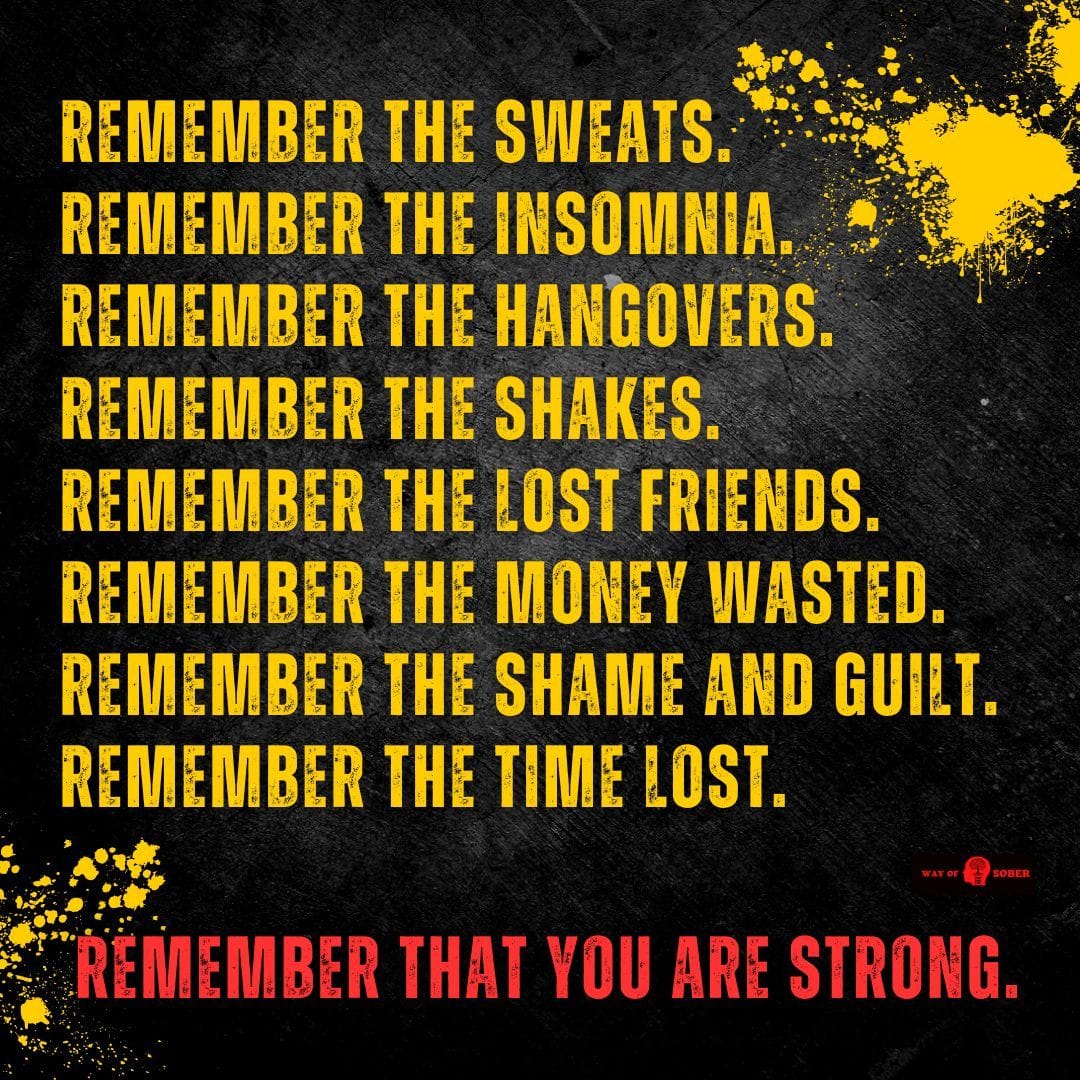 REMEMBER THE SWEATS.
REMEMBER THE INSOMNIA.
REMEMBER THE HANGOVERS.
REMEMBER THE SHAKES.
REMEMBER THE LOST FRIENDS.
REMEMBER THE MONEY WASTED.
REMEMBER THE SHAME AND GUILT.
REMEMBER THE TIME LOST.
WAY OF SOBER
REMEMBER THAT YOU ARE STRONG.